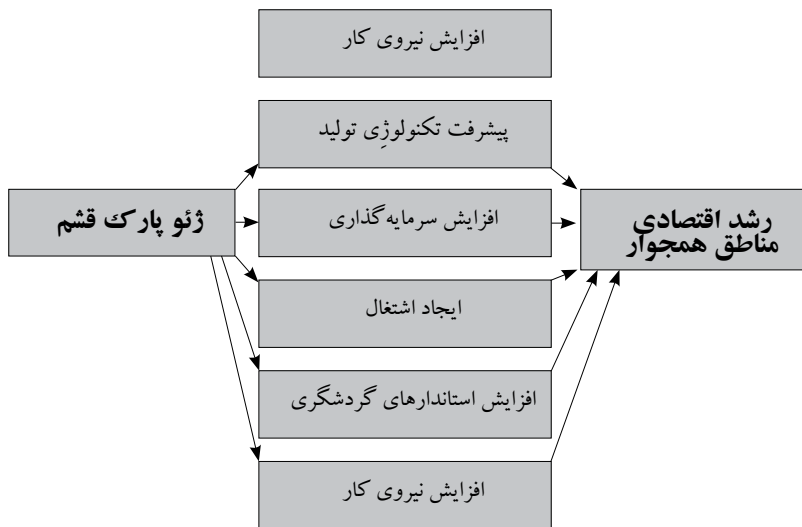 افزایش نیروی کار
پیشرفت تکنولوژِی تولید
ژئو پارک قشم
افزایش سرمایه‌گذاری
رشد اقتصادی
مناطق همجوار
ایجاد اشتغال
افزایش استاندارهای گردشگری
افزایش نیروی کار